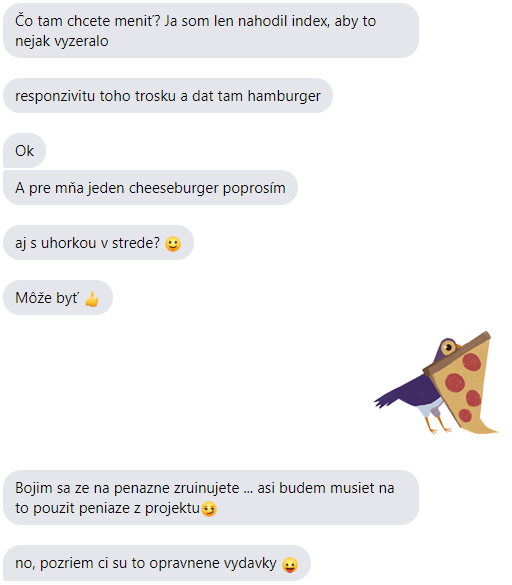 Čo tam chcete meniť? Ja som len nahodil index, aby to
nejak vyzeralo
responzivitu toho trosku a dat tam hamburger
Ok
A pre mňa jeden cheeseburger poprosím
aj s uhorkou v strede? 🙂
Môže byť 👍
Bojim sa ze na penazne zruinujete ... asi budem musiet na
to pouzit peniaze z projektu😏
no, pozriem ci su to opravnene vydavky 😛